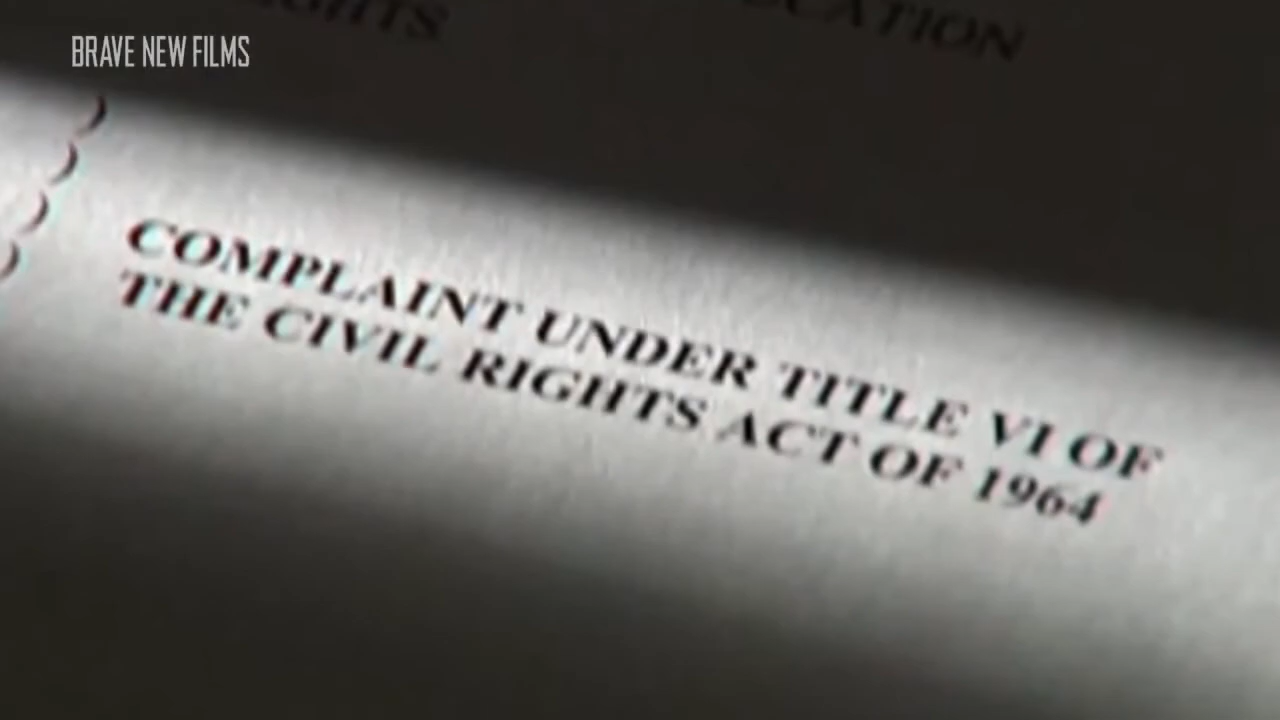 BRAVE NEW FILMS
COMPLAINT UNDER TITLE VI OF
THE CIVIL RIGHTS ACT OF 1964